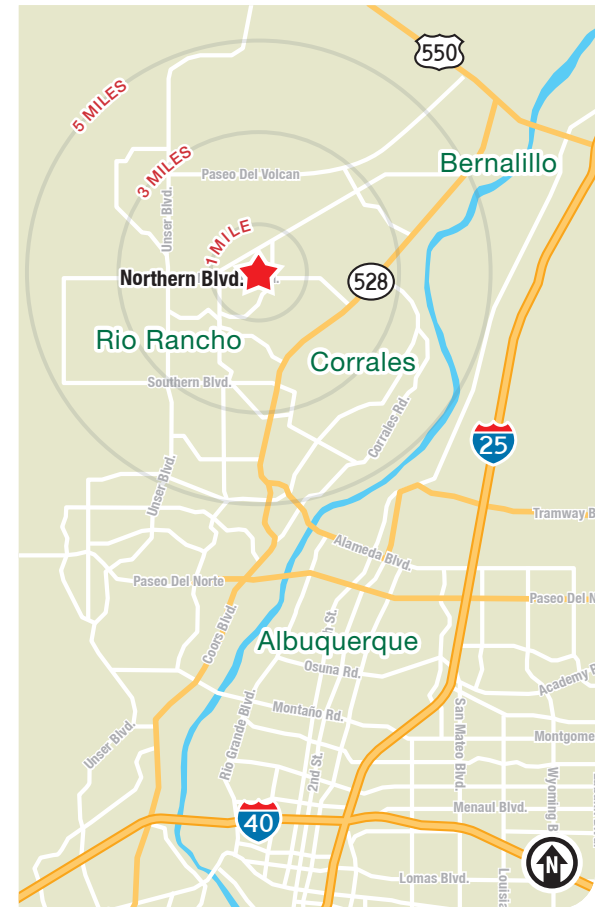 550
5 MILES
Bernalillo
3 MILES
Paseo Del Volcan
Unser Blvd.
1 MILE
Northern Blvd.
528
Rio Rancho
Corrales
Southern Blvd.
Corrales Rd.
25
Unser Blvd.
Tramway B
Alameda Blvd.
Paseo Del Norte
Paseo Del N
Coors Blvd.
th St.
Albuquerque
Osuna Rd.
Academy R
Rio Grande Blvd.
Montaño Rd.
San Mateo Blvd.
Unser Blvd.
Montgome
2nd St.
Wyoming B
Menaul Blvd.
40
N
Lomas Blvd.
Louisia